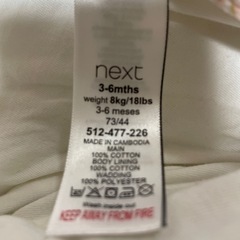 next
3-6mths
weight 8kg/18lbs
3-6 meses
73/44
512-477-226
MADE IN CAMBODIA
MAIN
100% COTTON
BODY LINING
100% COTTON
WADDING
100% POLYESTER
KEEP AWAY FROM FIRE